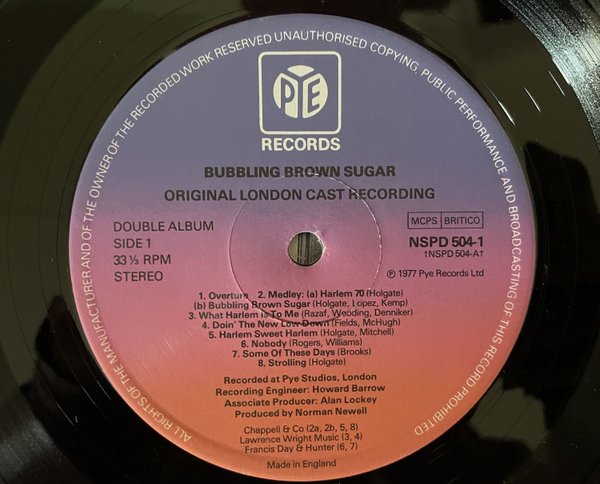 ALL RIGHTS OF THE MANUFACTURER AND OF THE OWNER OF THE RECORDED WORK RESERVED UNAUTHORISED COPYING, PUBLIC PERFORMANCE AND BROADCASTING OF THIS RECORD PROHIBITED
PYE
RECORDS
BUBBLING BROWN SUGAR
ORIGINAL LONDON CAST RECORDING
DOUBLE ALBUM
SIDE 1
33⅓ RPM
STEREO
MCPS BRITICO
NSPD 504-1
†NSPD 504-A†
℗ 1977 Pye Records Ltd
1. Overture 2. Medley: (a) Harlem 70 (Holgate)
(b) Bubbling Brown Sugar (Holgate, Lopez, Kemp)
3. What Harlem is To Me (Razaf, Wooding, Denniker)
4. Doin' The New Low Down (Fields, McHugh)
5. Harlem Sweet Harlem (Holgate, Mitchell)
6. Nobody (Rogers, Williams)
7. Some Of These Days (Brooks)
8. Strolling (Holgate)
Recorded at Pye Studios, London
Recording Engineer: Howard Barrow
Associate Producer: Alan Lockey
Produced by Norman Newell
Chappell & Co (2a, 2b, 5, 8)
Lawrence Wright Music (3, 4)
Francis Day & Hunter (6, 7)
Made in England